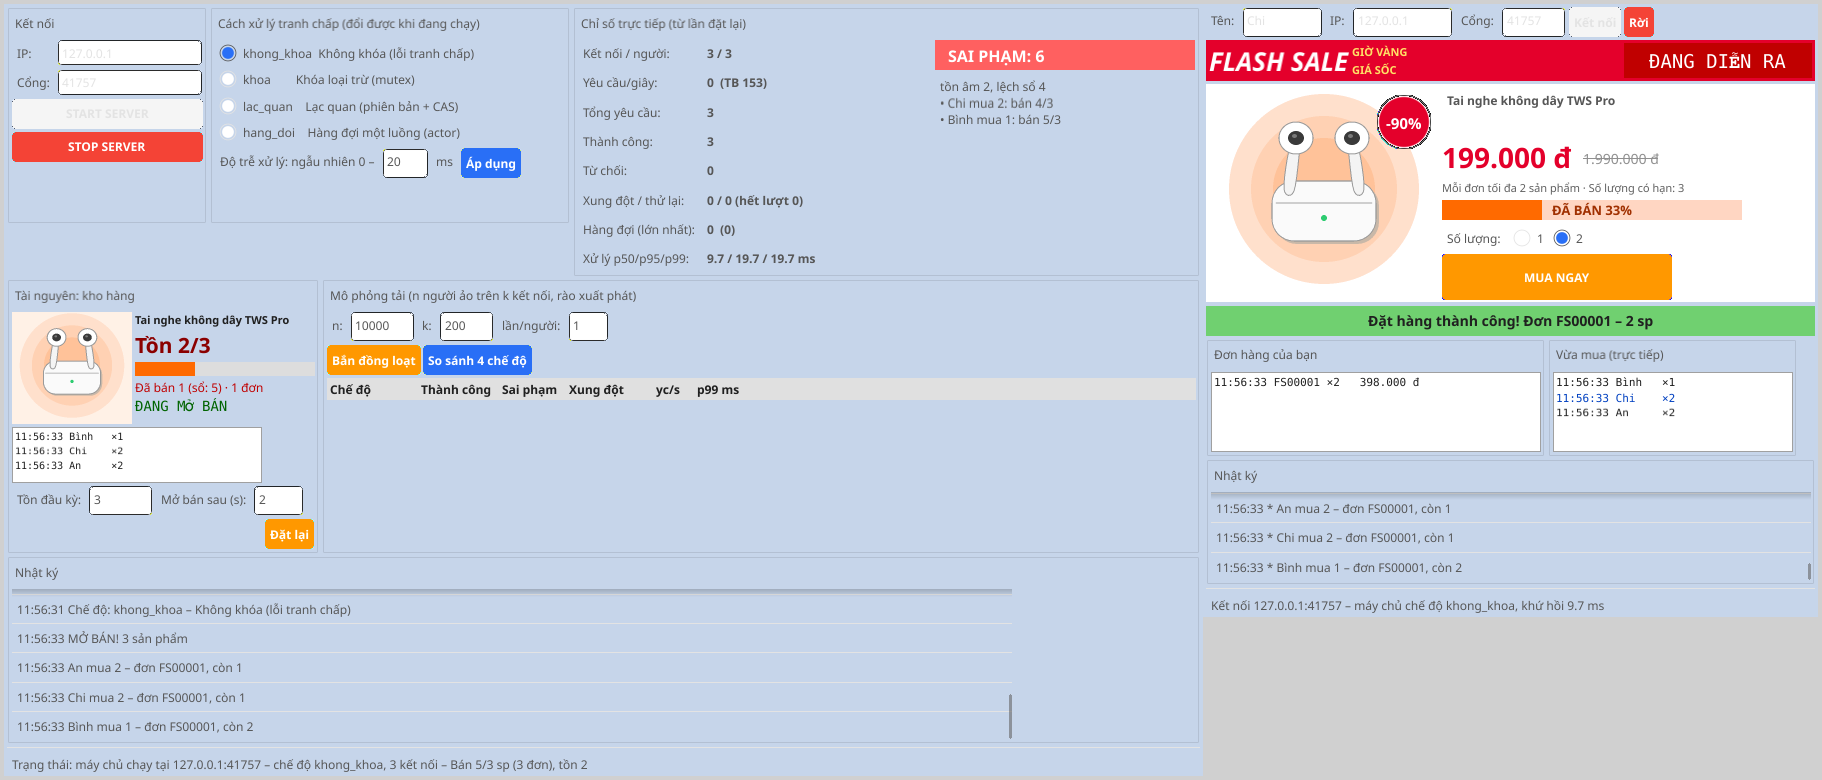 Kết nối
IP: 127.0.0.1
Cổng: 41757
START SERVER
STOP SERVER
Cách xử lý tranh chấp (đổi được khi đang chạy)
khong_khoa Không khóa (lỗi tranh chấp)
khoa Khóa loại trừ (mutex)
lac_quan Lạc quan (phiên bản + CAS)
hang_doi Hàng đợi một luồng (actor)
Độ trễ xử lý: ngẫu nhiên 0 – 20 ms Áp dụng
Chỉ số trực tiếp (từ lần đặt lại)
Kết nối / người: 3 / 3
Yêu cầu/giây: 0 (TB 153)
Tổng yêu cầu: 3
Thành công: 3
Từ chối: 0
Xung đột / thử lại: 0 / 0 (hết lượt 0)
Hàng đợi (lớn nhất): 0 (0)
Xử lý p50/p95/p99: 9.7 / 19.7 / 19.7 ms
SAI PHẠM: 6
tồn âm 2, lệch sổ 4
• Chi mua 2: bán 4/3
• Bình mua 1: bán 5/3
Tài nguyên: kho hàng
Tai nghe không dây TWS Pro
Tồn 2/3
Đã bán 1 (sổ: 5) · 1 đơn
ĐANG MỞ BÁN
11:56:33 Bình ×1
11:56:33 Chi ×2
11:56:33 An ×2
Tồn đầu kỳ: 3 Mở bán sau (s): 2
Đặt lại
Mô phỏng tải (n người ảo trên k kết nối, rào xuất phát)
n: 10000 k: 200 lần/người: 1
Bắn đồng loạt So sánh 4 chế độ
Chế độ Thành công Sai phạm Xung đột yc/s p99 ms
Nhật ký
11:56:31 Chế độ: khong_khoa – Không khóa (lỗi tranh chấp)
11:56:33 MỞ BÁN! 3 sản phẩm
11:56:33 An mua 2 – đơn FS00001, còn 1
11:56:33 Chi mua 2 – đơn FS00001, còn 1
11:56:33 Bình mua 1 – đơn FS00001, còn 2
Trạng thái: máy chủ chạy tại 127.0.0.1:41757 – chế độ khong_khoa, 3 kết nối – Bán 5/3 sp (3 đơn), tồn 2
Tên: Chi IP: 127.0.0.1 Cổng: 41757 Kết nối Rời
FLASH SALE GIỜ VÀNG
GIÁ SỐC
ĐANG DIỄN RA
-90%
Tai nghe không dây TWS Pro
199.000 đ 1.990.000 đ
Mỗi đơn tối đa 2 sản phẩm · Số lượng có hạn: 3
ĐÃ BÁN 33%
Số lượng: 1 2
MUA NGAY
Đặt hàng thành công! Đơn FS00001 – 2 sp
Đơn hàng của bạn
11:56:33 FS00001 ×2 398.000 đ
Vừa mua (trực tiếp)
11:56:33 Bình ×1
11:56:33 Chi ×2
11:56:33 An ×2
Nhật ký
11:56:33 * An mua 2 – đơn FS00001, còn 1
11:56:33 * Chi mua 2 – đơn FS00001, còn 1
11:56:33 * Bình mua 1 – đơn FS00001, còn 2
Kết nối 127.0.0.1:41757 – máy chủ chế độ khong_khoa, khứ hồi 9.7 ms